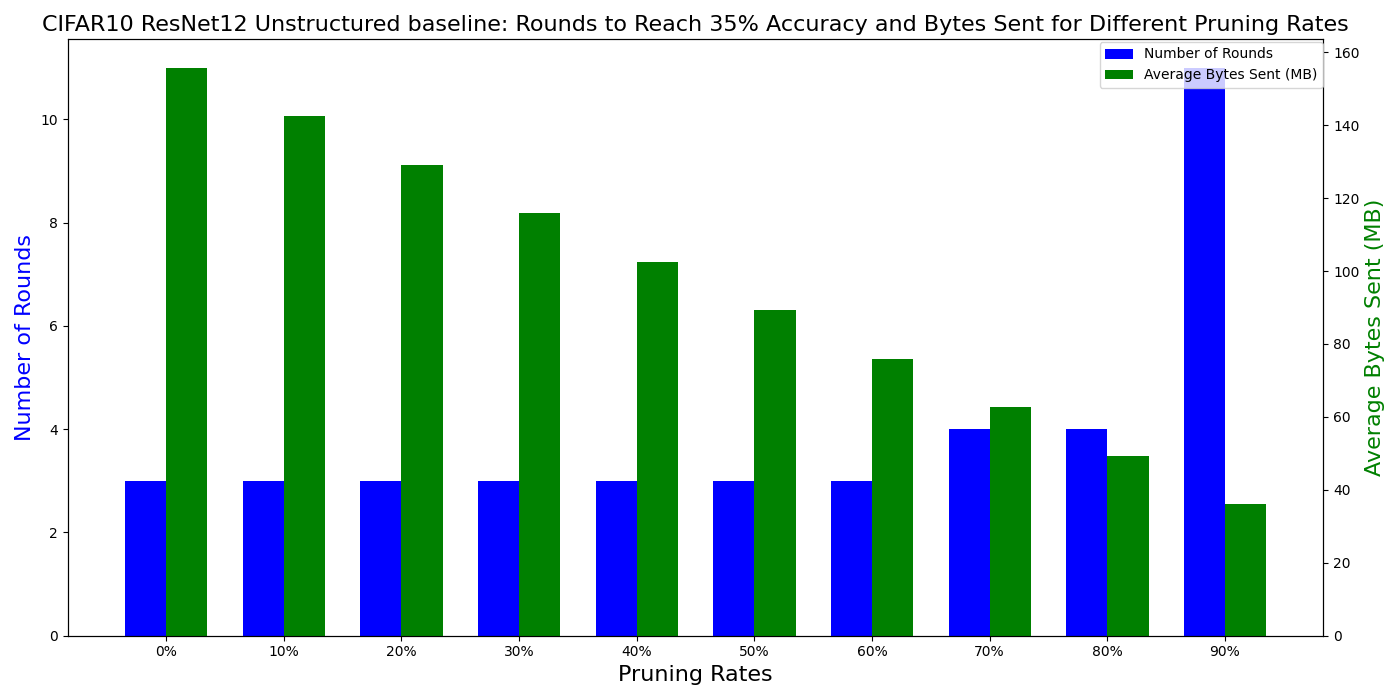 CIFAR10 ResNet12 Unstructured baseline: Rounds to Reach 35% Accuracy and Bytes Sent for Different Pruning Rates
Number of Rounds
Average Bytes Sent (MB)
10
8
6
4
2
0
Number of Rounds
160
140
120
100
80
60
40
20
0
Average Bytes Sent (MB)
0% 10% 20% 30% 40% 50% 60% 70% 80% 90%
Pruning Rates